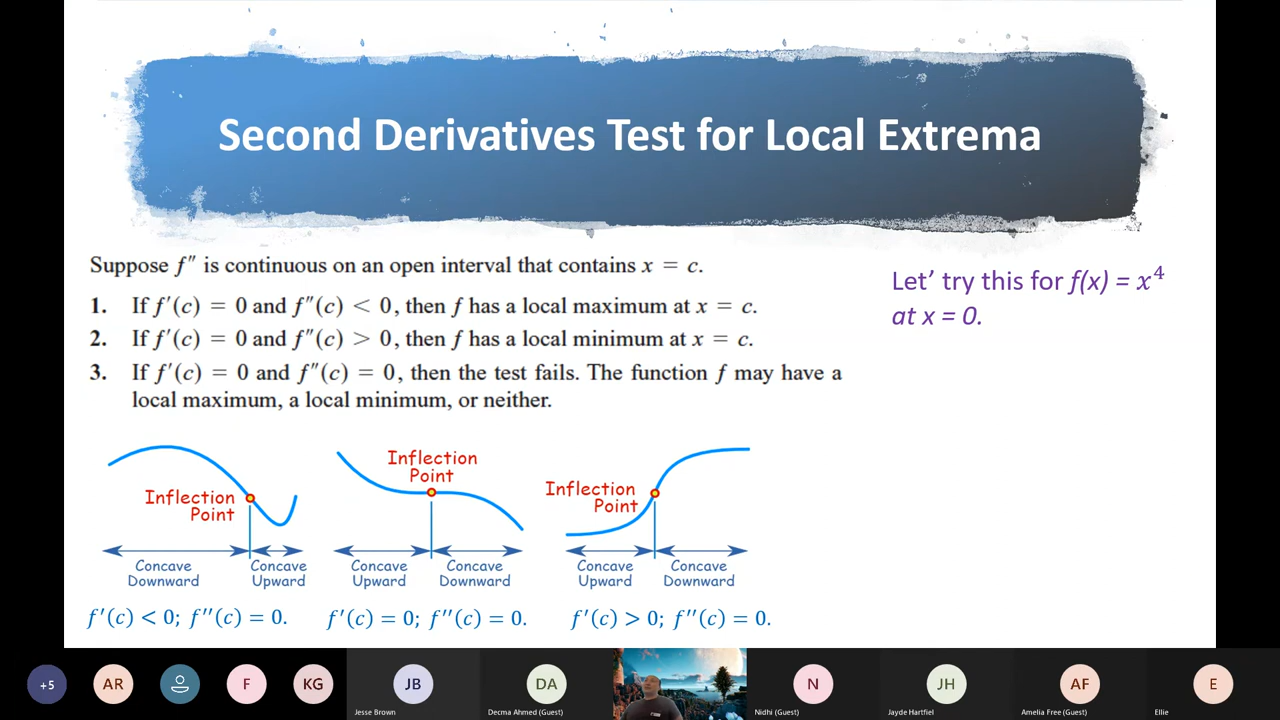 Second Derivatives Test for Local Extrema
Suppose f″ is continuous on an open interval that contains x = c.
1. If f′(c) = 0 and f″(c) < 0, then f has a local maximum at x = c.
2. If f′(c) = 0 and f″(c) > 0, then f has a local minimum at x = c.
3. If f′(c) = 0 and f″(c) = 0, then the test fails. The function f may have a
local maximum, a local minimum, or neither.
Let’ try this for f(x) = x⁴
at x = 0.
Inflection
Point
Concave
Downward
Concave
Upward
f′(c) < 0; f″(c) = 0.
Inflection
Point
Concave
Upward
Concave
Downward
f′(c) = 0; f″(c) = 0.
Inflection
Point
Concave
Upward
Concave
Downward
f′(c) > 0; f″(c) = 0.
+5
AR
F
KG
JB
Jesse Brown
DA
Decma Ahmed (Guest)
N
Nidhi (Guest)
JH
Jayde Hartfiel
AF
Amelia Free (Guest)
E
Ellie